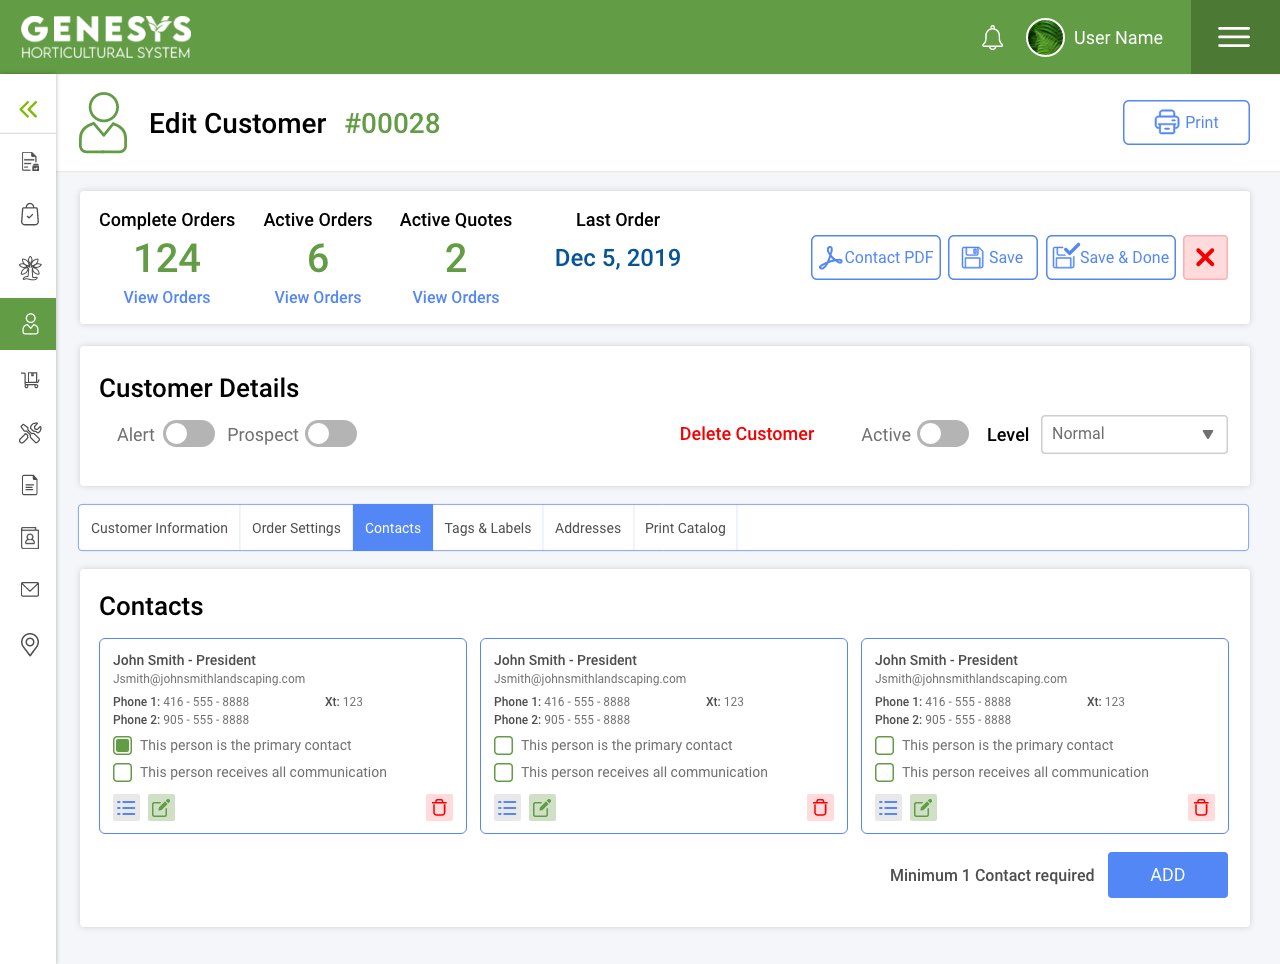 GENESYS
HORTICULTURAL SYSTEM
User Name
Edit Customer #00028
Print
Complete Orders Active Orders Active Quotes Last Order
124 6 2 Dec 5, 2019
View Orders View Orders View Orders
Contact PDF Save Save & Done
Customer Details
Alert Prospect Delete Customer Active Level Normal
Customer Information Order Settings Contacts Tags & Labels Addresses Print Catalog
Contacts
John Smith - President
Jsmith@johnsmithlandscaping.com
Phone 1: 416 - 555 - 8888 Xt: 123
Phone 2: 905 - 555 - 8888
This person is the primary contact
This person receives all communication
John Smith - President
Jsmith@johnsmithlandscaping.com
Phone 1: 416 - 555 - 8888 Xt: 123
Phone 2: 905 - 555 - 8888
This person is the primary contact
This person receives all communication
John Smith - President
Jsmith@johnsmithlandscaping.com
Phone 1: 416 - 555 - 8888 Xt: 123
Phone 2: 905 - 555 - 8888
This person is the primary contact
This person receives all communication
Minimum 1 Contact required ADD